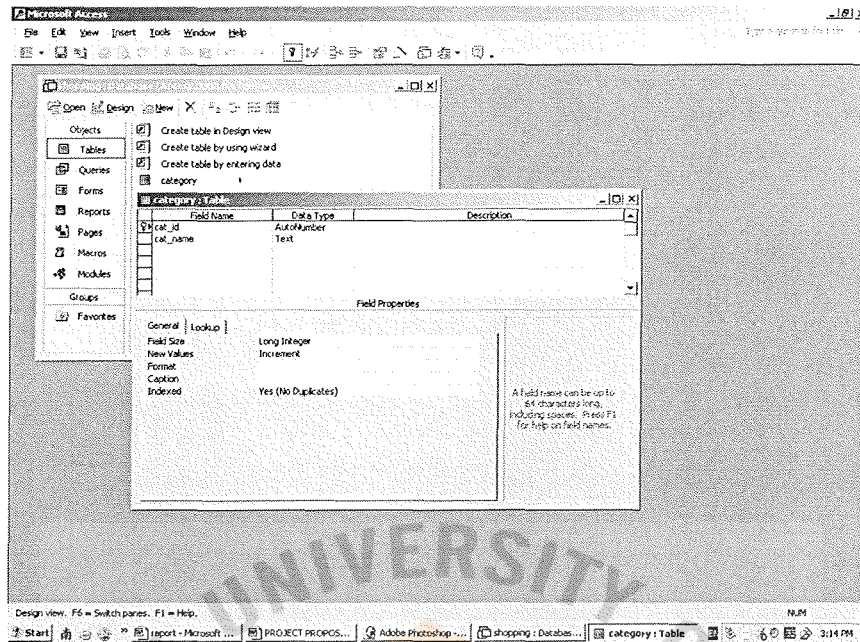 Microsoft Access
File Edit View Insert Tools Window Help
Open Design New
Objects
Tables
Queries
Forms
Reports
Pages
Macros
Modules
Groups
Favorites
Create table in Design view
Create table by using wizard
Create table by entering data
category
category : Table
Field Name Data Type Description
cat_id AutoNumber
cat_name Text
Field Properties
General Lookup
Field Size Long Integer
New Values Increment
Format
Caption
Indexed Yes (No Duplicates)
A field name can be up to
64 characters long,
including spaces. Press F1
for help on field names.
UNIVERSITY
Design view. F6 = Switch panes. F1 = Help. NUM
Start report - Microsoft ... PROJECT PROPOS... Adobe Photoshop - ... shopping : Databas... category : Table 3:14 PM